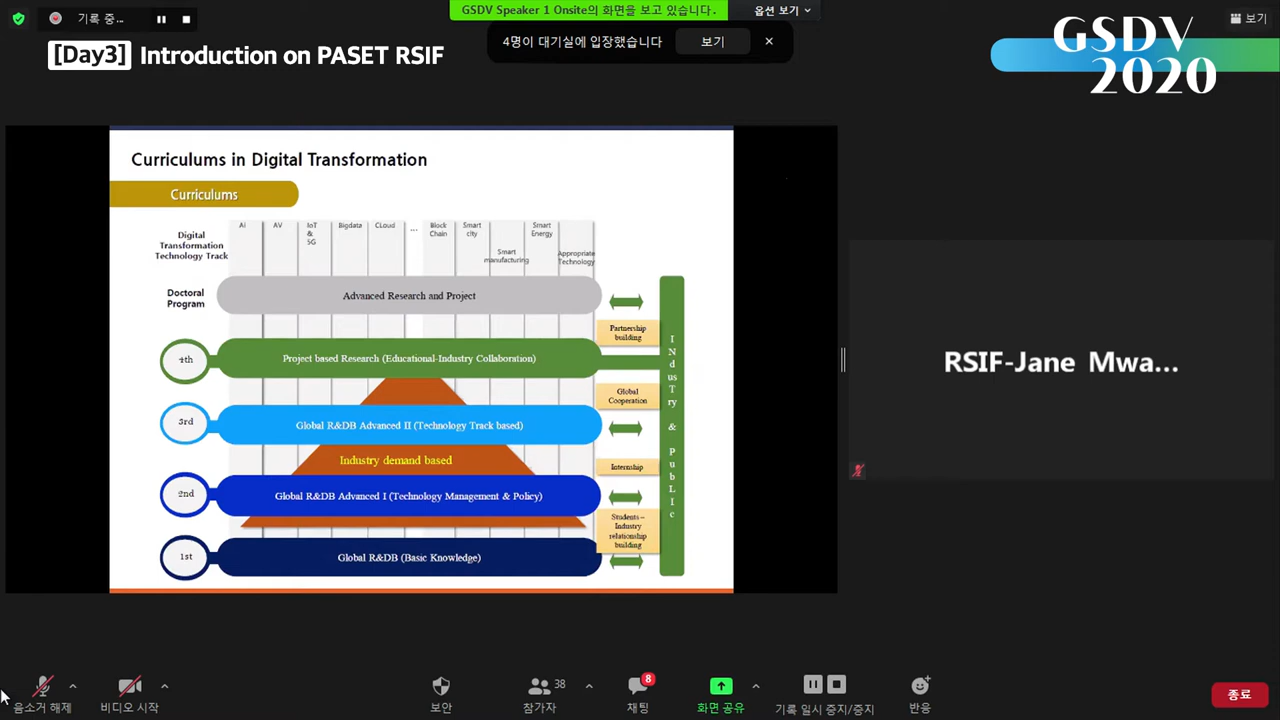 기록 중...
GSDV Speaker 1 Onsite의 화면을 보고 있습니다.
옵션 보기
보기
4명이 대기실에 입장했습니다
보기
[Day3] Introduction on PASET RSIF
GSDV
2020
Curriculums in Digital Transformation
Curriculums
Digital
Transformation
Technology Track
AI
AV
IoT
&
5G
Bigdata
CLoud
...
Block
Chain
Smart
city
Smart
manufacturing
Smart
Energy
Appropriate
Technology
Doctoral
Program
Advanced Research and Project
Partnership
building
4th
Project based Research (Educational-Industry Collaboration)
Global
Cooperation
3rd
Global R&DB Advanced II (Technology Track based)
Industry demand based
Internship
2nd
Global R&DB Advanced I (Technology Management & Policy)
Students –
Industry
relationship
building
1st
Global R&DB (Basic Knowledge)
I
N
d
us
T
ry
&
P
u
b
L
I
c
RSIF-Jane Mwa...
음소거 해제
비디오 시작
보안
38
참가자
8
채팅
화면 공유
기록 일시 중지/중지
반응
종료